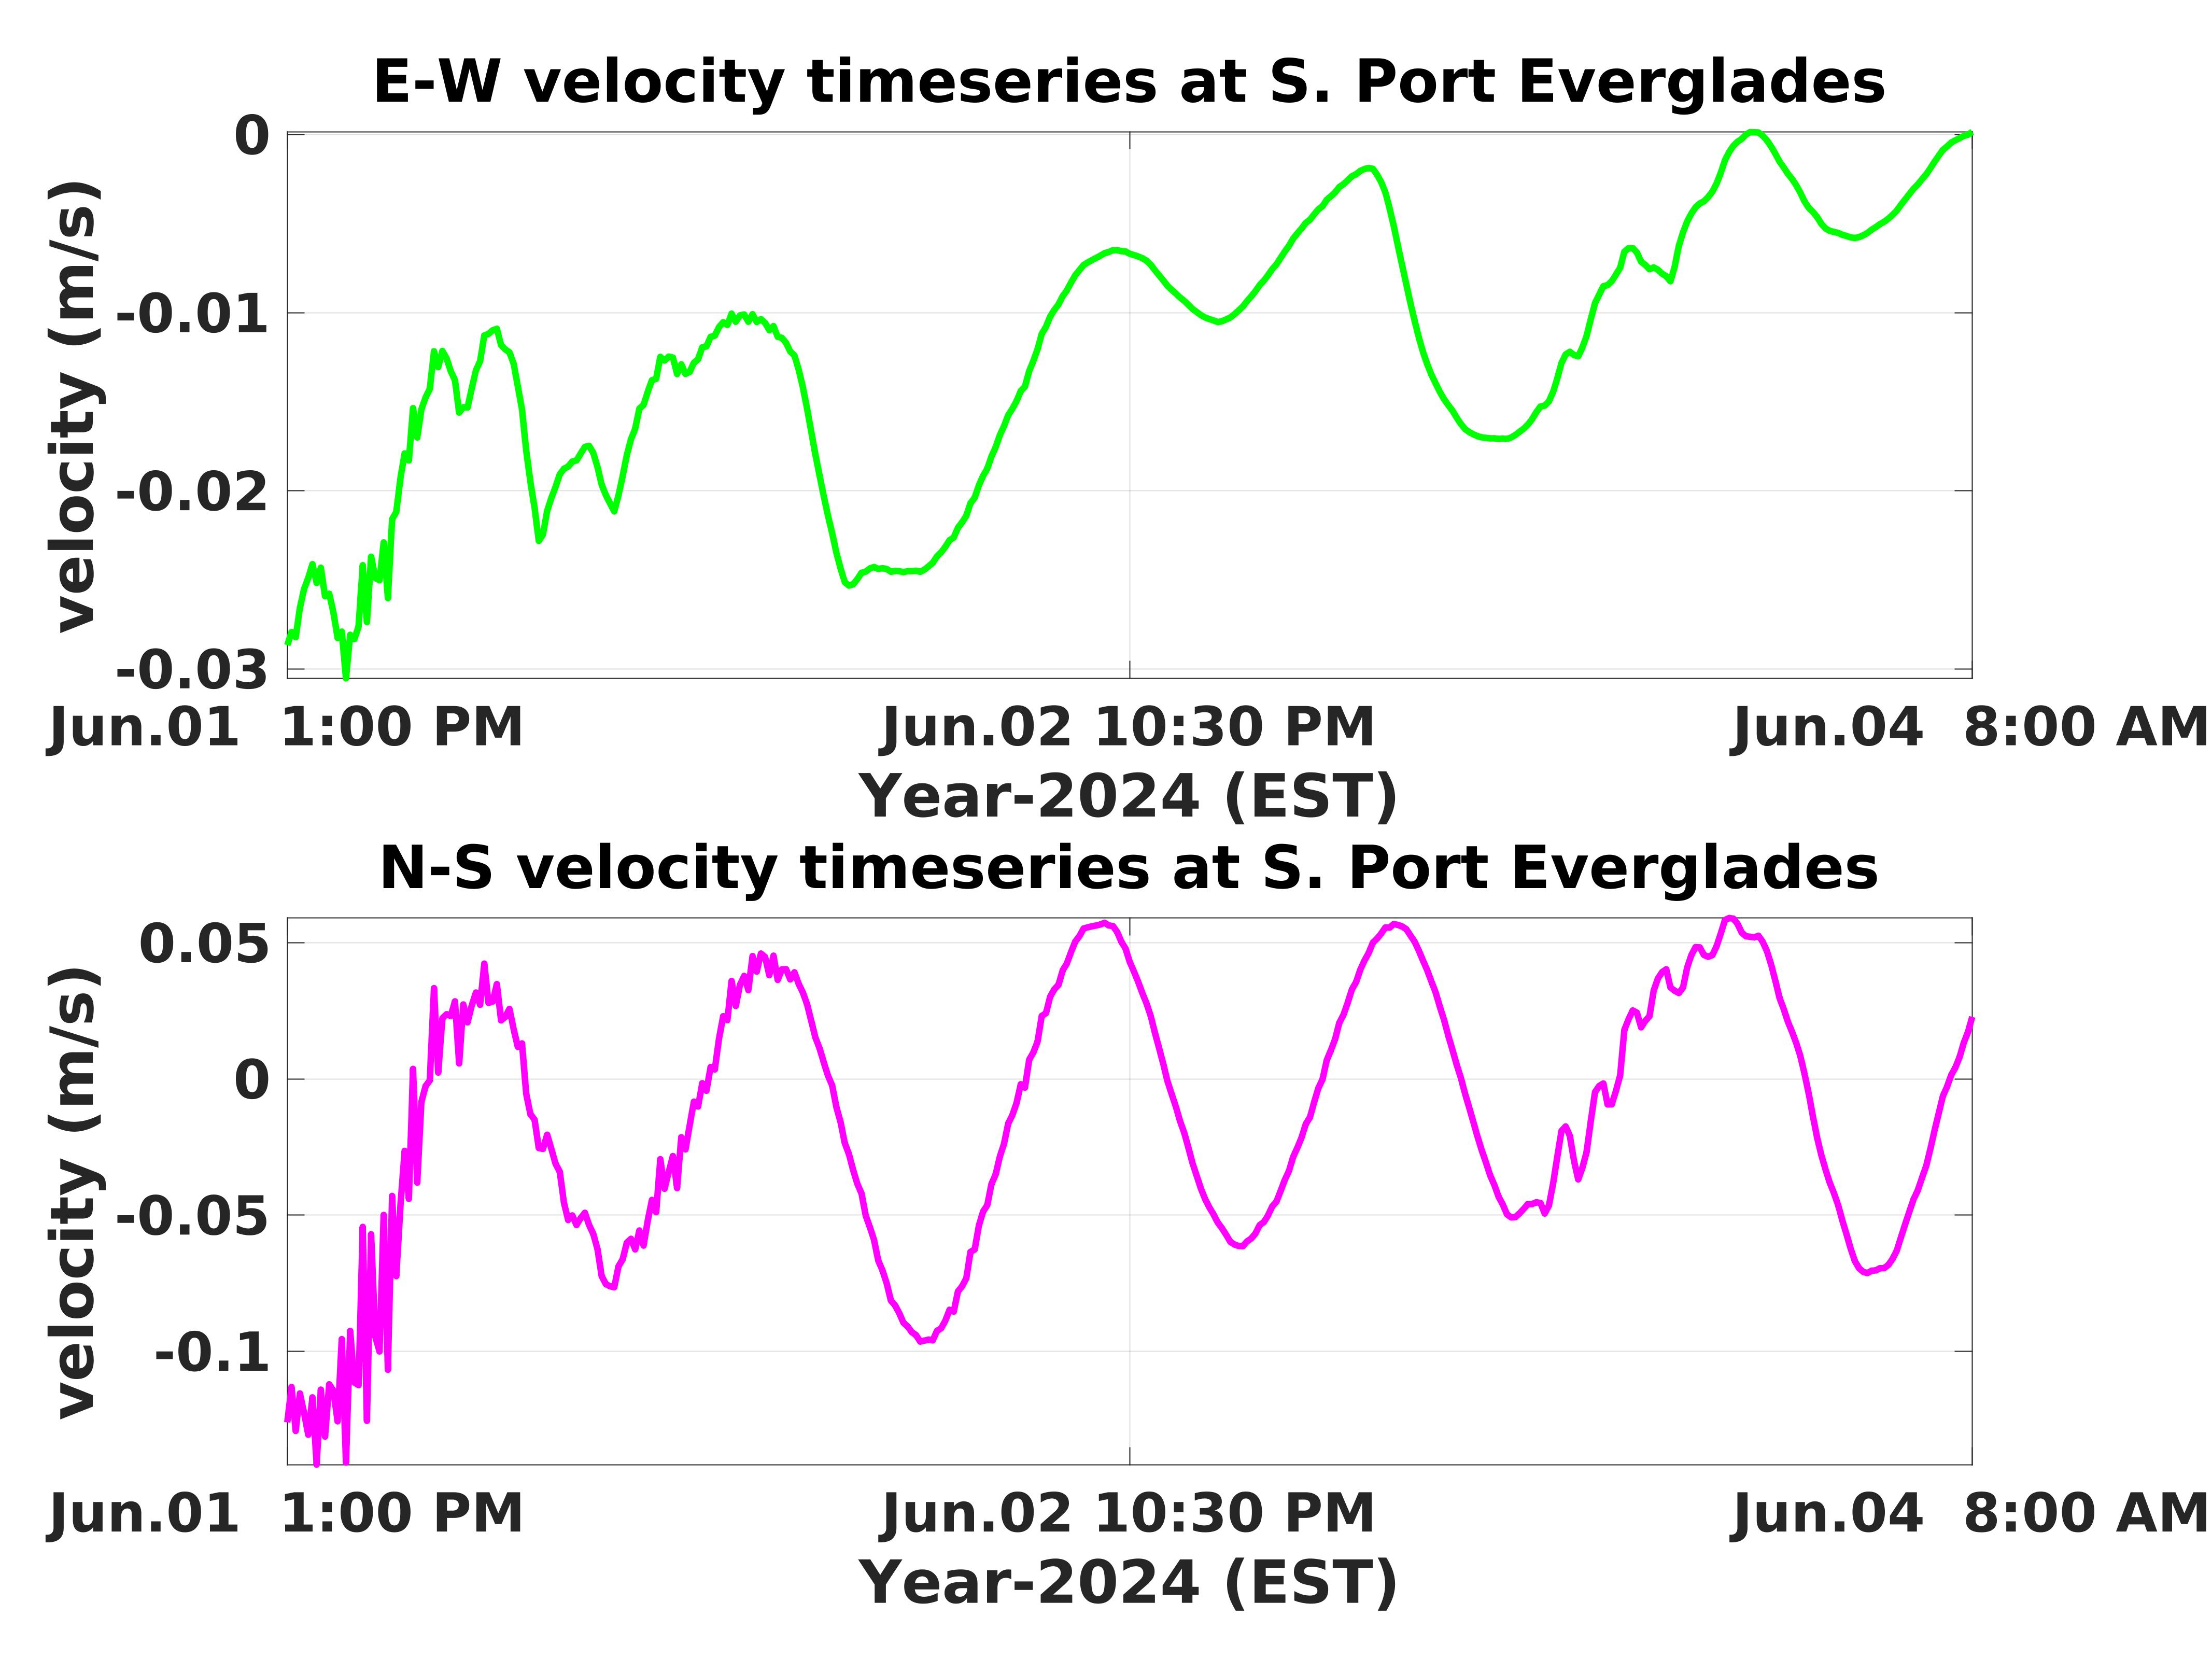 E-W velocity timeseries at S. Port Everglades
velocity (m/s)
0
-0.01
-0.02
-0.03
Jun.01  1:00 PM Jun.02 10:30 PM Jun.04  8:00 AM
Year-2024 (EST)
N-S velocity timeseries at S. Port Everglades
velocity (m/s)
0.05
0
-0.05
-0.1
Jun.01  1:00 PM Jun.02 10:30 PM Jun.04  8:00 AM
Year-2024 (EST)